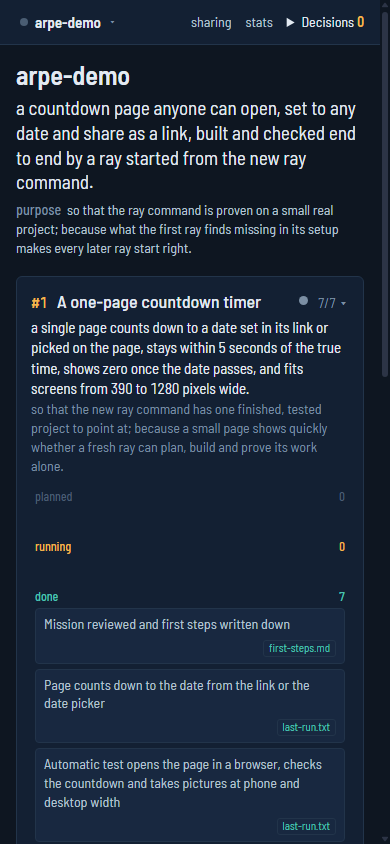 arpe-demo
sharing stats ▶ Decisions 0
arpe-demo
a countdown page anyone can open, set to any
date and share as a link, built and checked end
to end by a ray started from the new ray
command.
purpose so that the ray command is proven on a small real
project; because what the first ray finds missing in its setup
makes every later ray start right.
#1 A one-page countdown timer 7/7
a single page counts down to a date set in its link or
picked on the page, stays within 5 seconds of the true
time, shows zero once the date passes, and fits
screens from 390 to 1280 pixels wide.
so that the new ray command has one finished, tested
project to point at; because a small page shows quickly
whether a fresh ray can plan, build and prove its work
alone.
planned 0
running 0
done 7
Mission reviewed and first steps written down
first-steps.md
Page counts down to the date from the link or the
date picker
last-run.txt
Automatic test opens the page in a browser, checks
the countdown and takes pictures at phone and
desktop width
last-run.txt